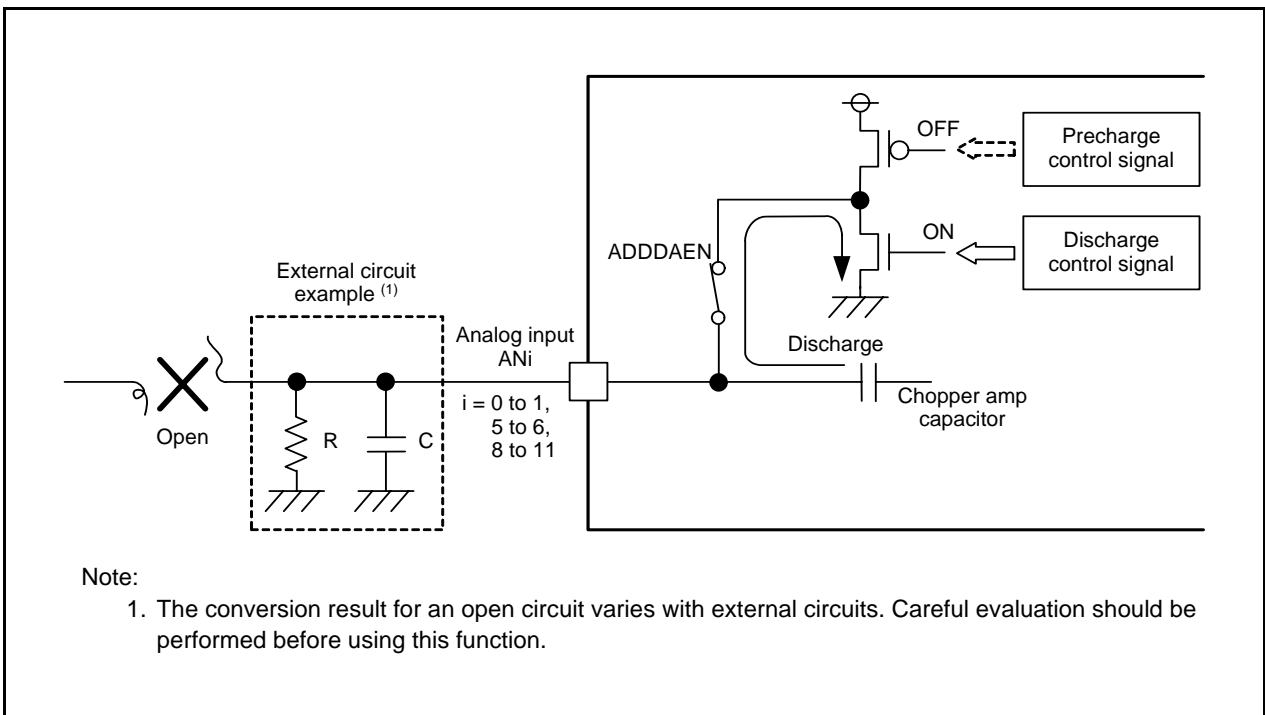 OFF
Precharge
control signal
ADDDAEN
ON
Discharge
control signal
External circuit
example (1)
Analog input
ANi
Discharge
i = 0 to 1,
5 to 6,
8 to 11
Chopper amp
capacitor
Open
R
C
Note:
1. The conversion result for an open circuit varies with external circuits. Careful evaluation should be
performed before using this function.